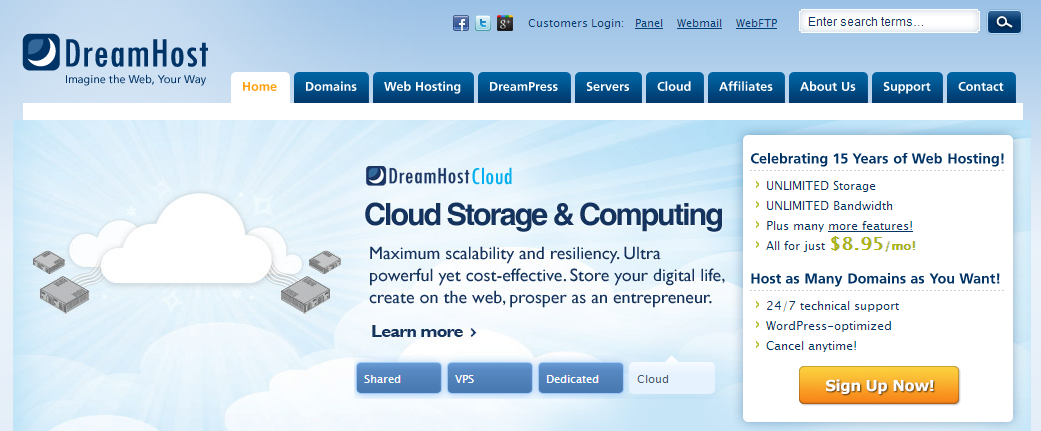 Customers Login: Panel Webmail WebFTP
Enter search terms...
DreamHost
Imagine the Web, Your Way
Home Domains Web Hosting DreamPress Servers Cloud Affiliates About Us Support Contact
DreamHost Cloud
Cloud Storage & Computing
Maximum scalability and resiliency. Ultra
powerful yet cost-effective. Store your digital life,
create on the web, prosper as an entrepreneur.
Learn more ›
Shared VPS Dedicated Cloud
Celebrating 15 Years of Web Hosting!
› UNLIMITED Storage
› UNLIMITED Bandwidth
› Plus many more features!
› All for just $8.95/mo!
Host as Many Domains as You Want!
› 24/7 technical support
› WordPress-optimized
› Cancel anytime!
Sign Up Now!